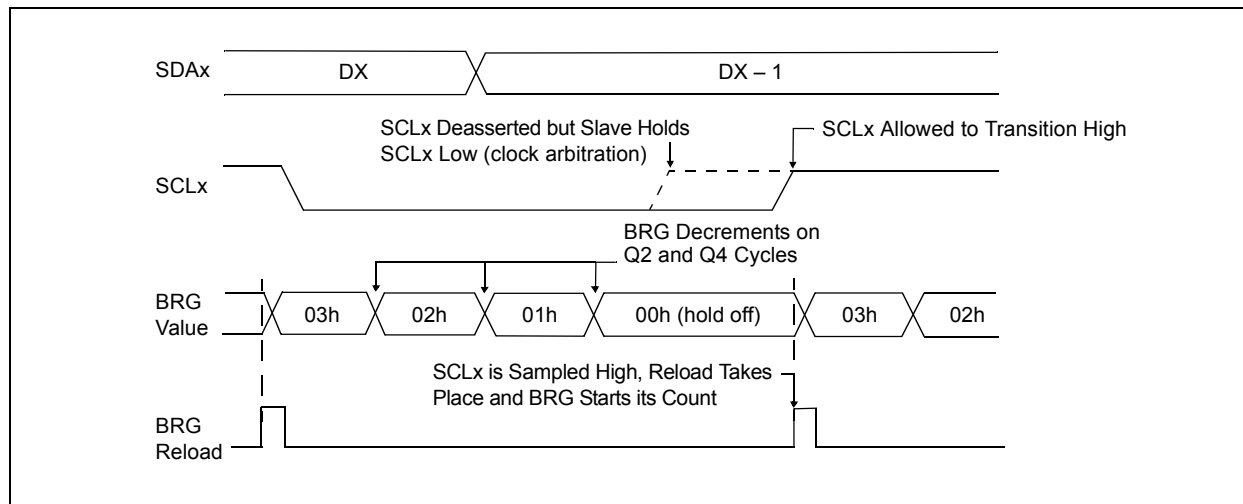 SDAx
DX
DX – 1
SCLx Deasserted but Slave Holds
SCLx Low (clock arbitration)
SCLx Allowed to Transition High
SCLx
BRG Decrements on
Q2 and Q4 Cycles
BRG
Value
03h
02h
01h
00h (hold off)
03h
02h
SCLx is Sampled High, Reload Takes
Place and BRG Starts its Count
BRG
Reload